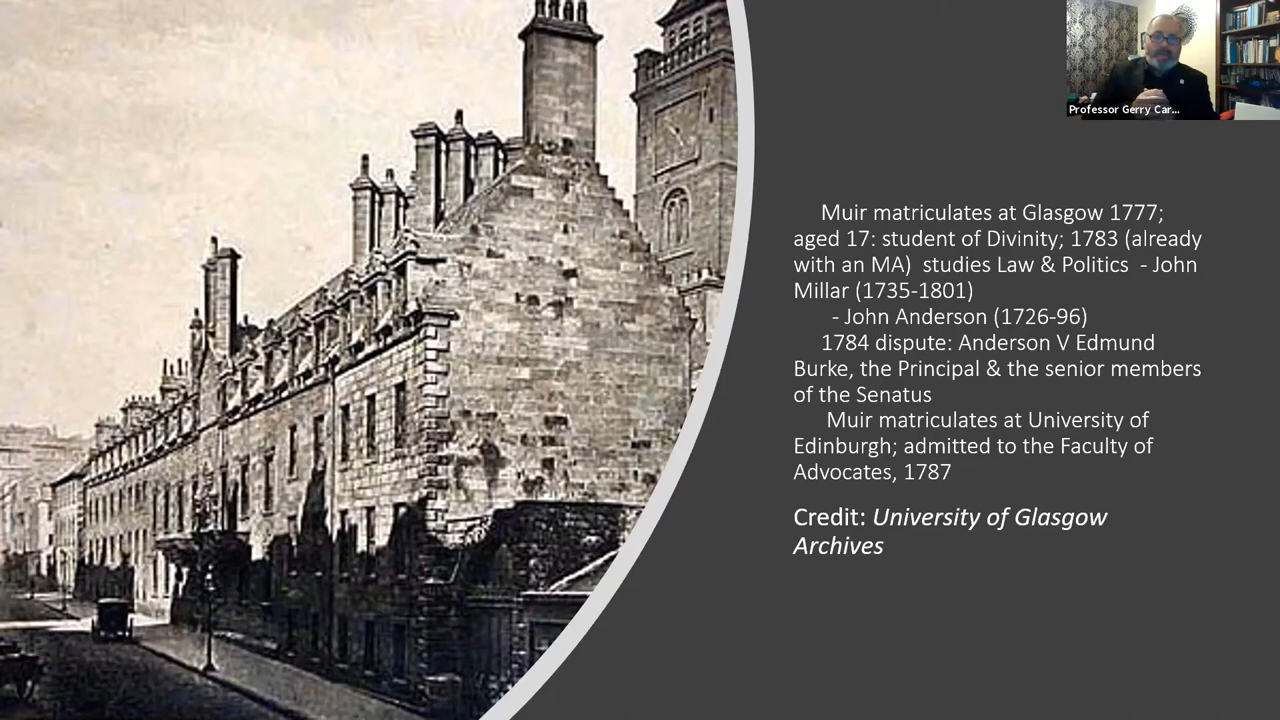 Professor Gerry Car...
Muir matriculates at Glasgow 1777;
aged 17: student of Divinity; 1783 (already
with an MA)  studies Law & Politics  - John
Millar (1735-1801)
- John Anderson (1726-96)
1784 dispute: Anderson V Edmund
Burke, the Principal & the senior members
of the Senatus
Muir matriculates at University of
Edinburgh; admitted to the Faculty of
Advocates, 1787
Credit: University of Glasgow
Archives